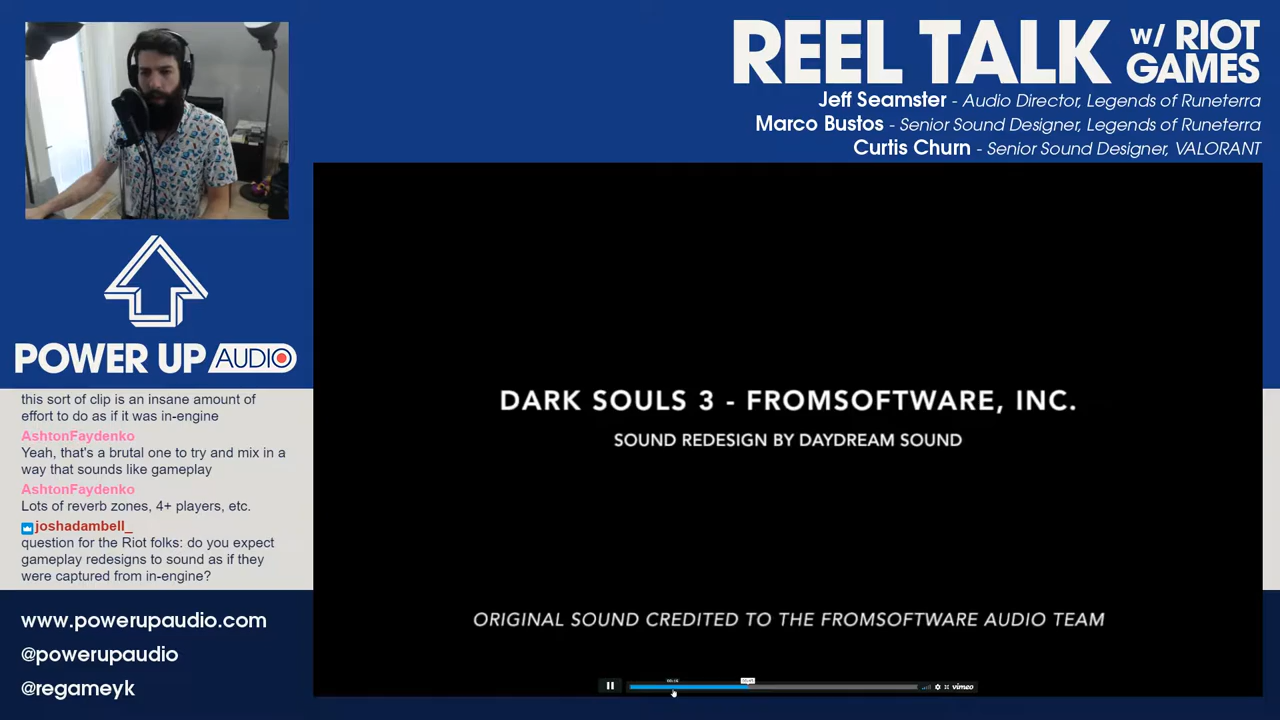 REEL TALK w/ RIOT GAMES
Jeff Seamster - Audio Director, Legends of Runeterra
Marco Bustos - Senior Sound Designer, Legends of Runeterra
Curtis Churn - Senior Sound Designer, VALORANT
POWER UP AUDIO
this sort of clip is an insane amount of
effort to do as if it was in-engine
AshtonFaydenko
Yeah, that's a brutal one to try and mix in a
way that sounds like gameplay
AshtonFaydenko
Lots of reverb zones, 4+ players, etc.
joshadambell_
question for the Riot folks: do you expect
gameplay redesigns to sound as if they
were captured from in-engine?
www.powerupaudio.com
@powerupaudio
@regameyk
DARK SOULS 3 - FROMSOFTWARE, INC.
SOUND REDESIGN BY DAYDREAM SOUND
ORIGINAL SOUND CREDITED TO THE FROMSOFTWARE AUDIO TEAM
vimeo